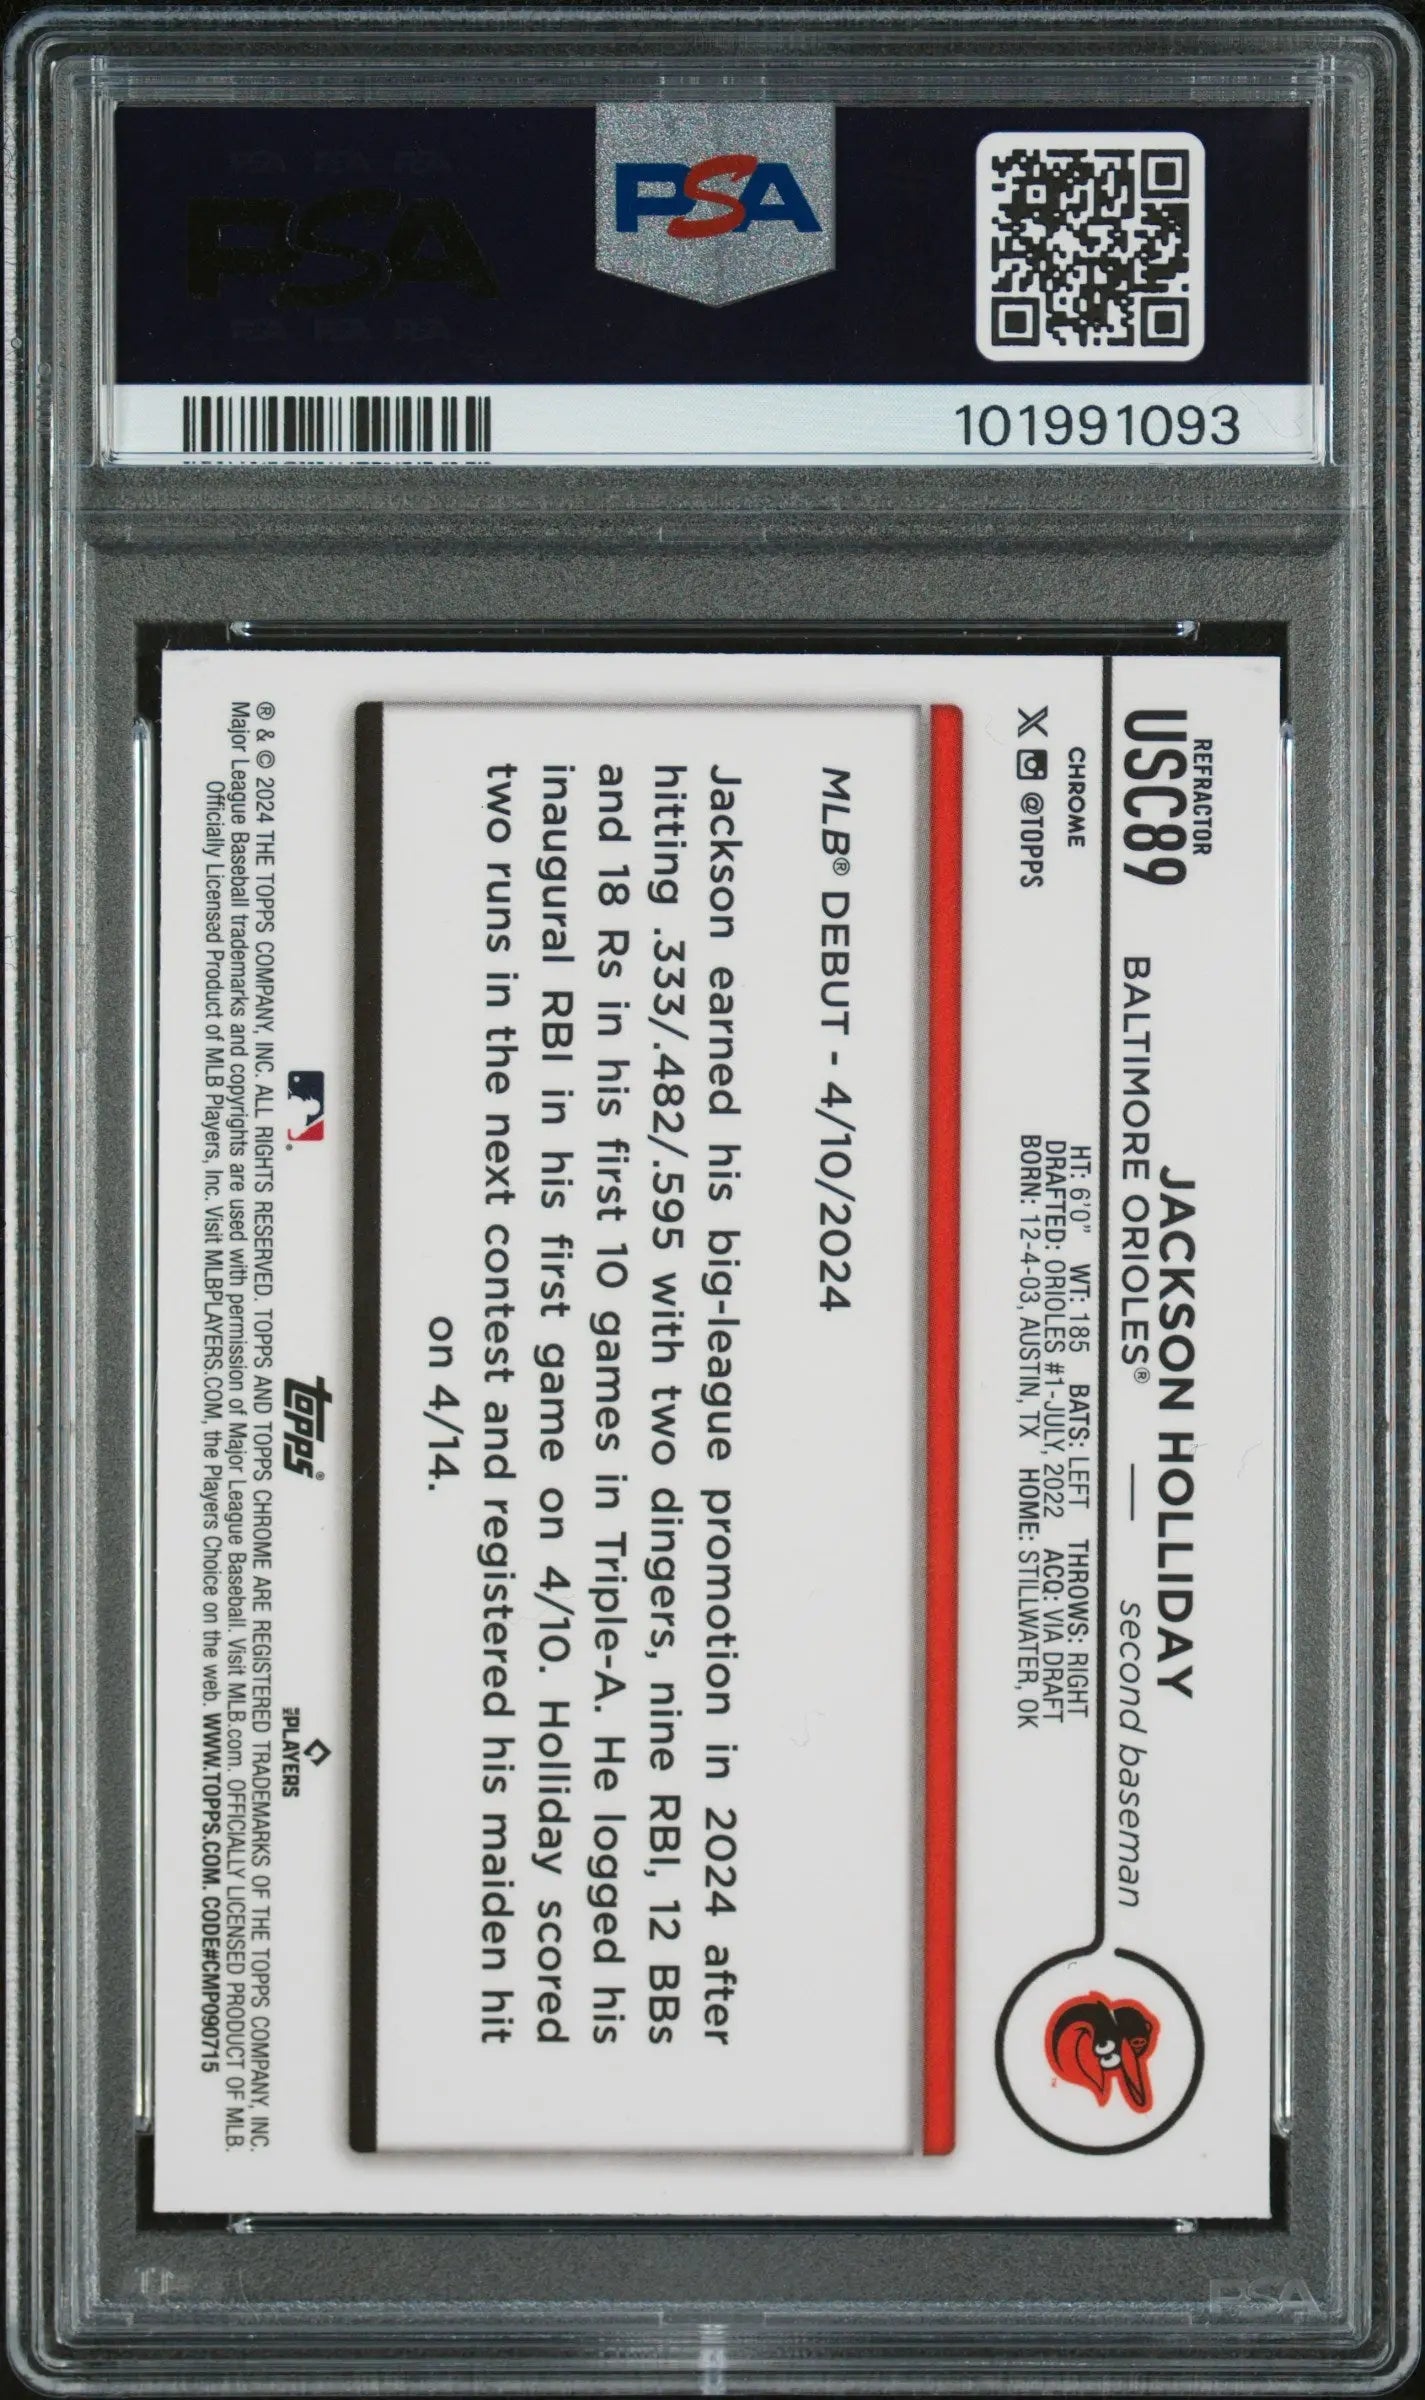 PSA
PSA
101991093
REFRACTOR
USC89
CHROME
X @TOPPS
JACKSON HOLLIDAY
BALTIMORE ORIOLES® — second baseman
HT: 6'0" WT: 185 BATS: LEFT THROWS: RIGHT
DRAFTED: ORIOLES #1-JULY, 2022 ACQ: VIA DRAFT
BORN: 12-4-03, AUSTIN, TX HOME: STILLWATER, OK
MLB® DEBUT - 4/10/2024
Jackson earned his big-league promotion in 2024 after
hitting .333/.482/.595 with two dingers, nine RBI, 12 BBs
and 18 Rs in his first 10 games in Triple-A. He logged his
inaugural RBI in his first game on 4/10. Holliday scored
two runs in the next contest and registered his maiden hit
on 4/14.
topps®
MLB PLAYERS
® & © 2024 THE TOPPS COMPANY, INC. ALL RIGHTS RESERVED. TOPPS AND TOPPS CHROME ARE REGISTERED TRADEMARKS OF THE TOPPS COMPANY, INC.
Major League Baseball trademarks and copyrights are used with permission of Major League Baseball. Visit MLB.com. OFFICIALLY LICENSED PRODUCT OF MLB.
Officially Licensed Product of MLB Players, Inc. Visit MLBPLAYERS.COM, the Players Choice on the web. WWW.TOPPS.COM. CODE#CMP090715
PSA